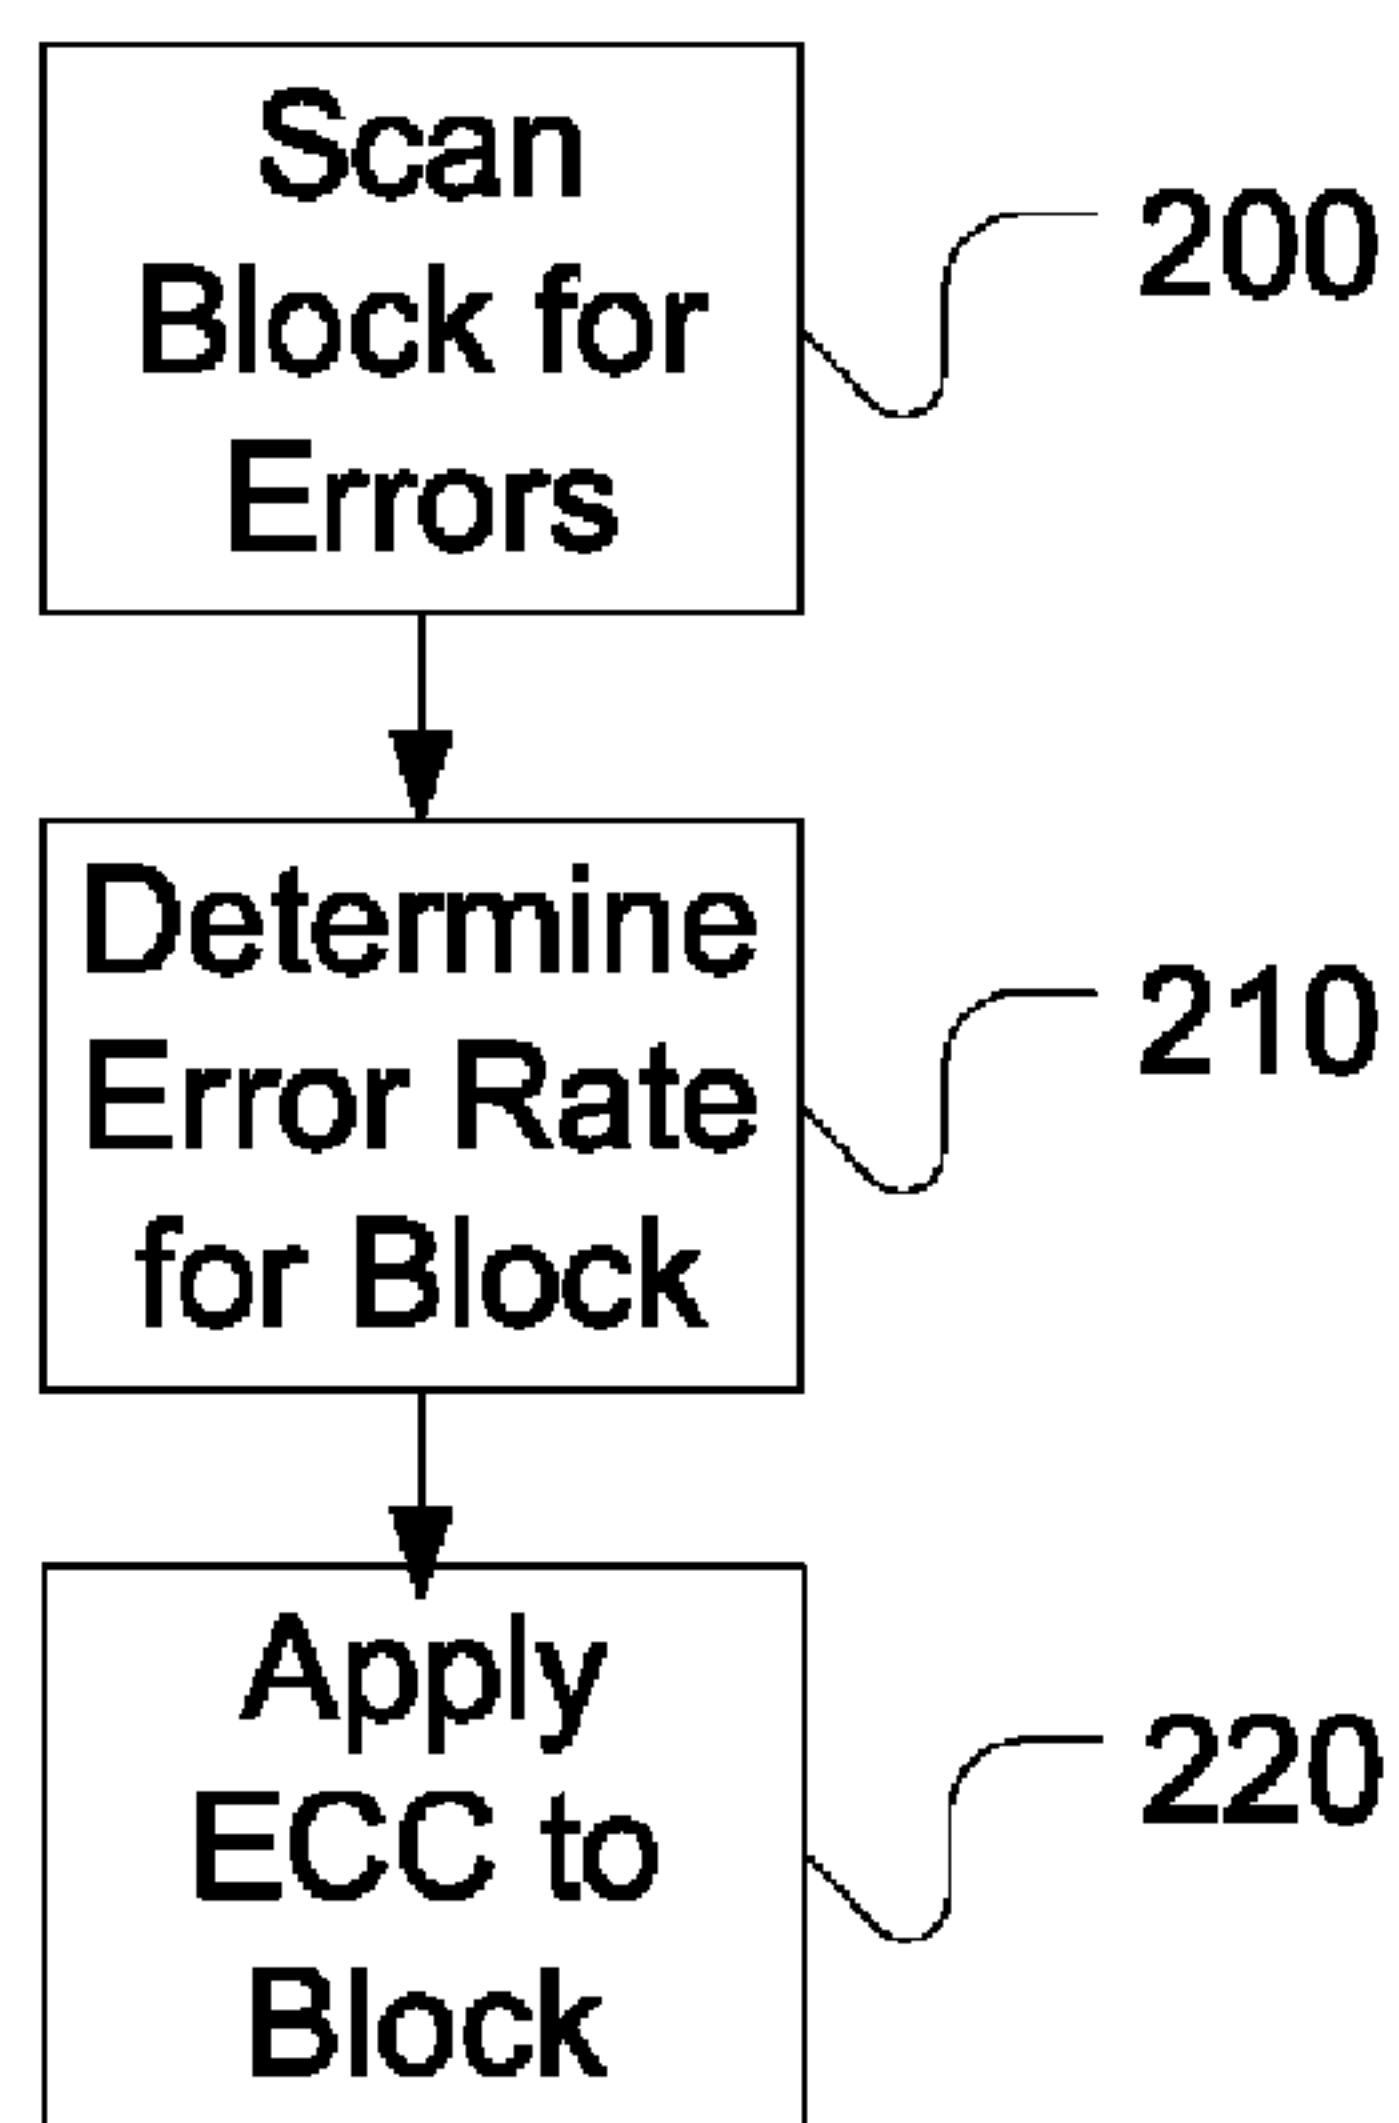 Scan
Block for
Errors
200
Determine
Error Rate
for Block
210
Apply
ECC to
Block
220